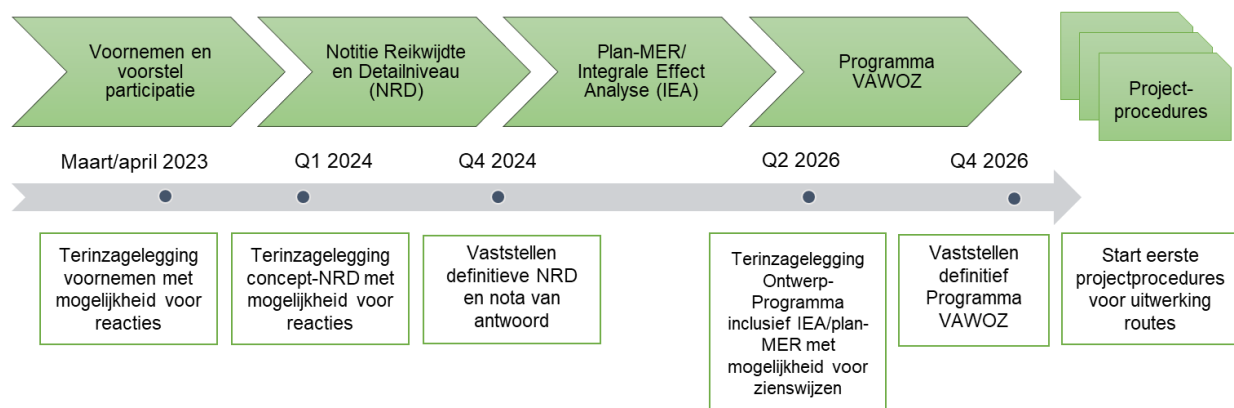 Voornemen en
voorstel
participatie
Notitie Reikwijdte
en Detailniveau
(NRD)
Plan-MER/
Integrale Effect
Analyse (IEA)
Programma
VAWOZ
Project-
procedures
Maart/april 2023
Q1 2024
Q4 2024
Q2 2026
Q4 2026
Terinzagelegging
voornemen met
mogelijkheid voor
reacties
Terinzagelegging
concept-NRD met
mogelijkheid voor
reacties
Vaststellen
definitieve NRD
en nota van
antwoord
Terinzagelegging
Ontwerp-
Programma
inclusief IEA/plan-
MER met
mogelijkheid voor
zienswijzen
Vaststellen
definitief
Programma
VAWOZ
Start eerste
projectprocedures
voor uitwerking
routes